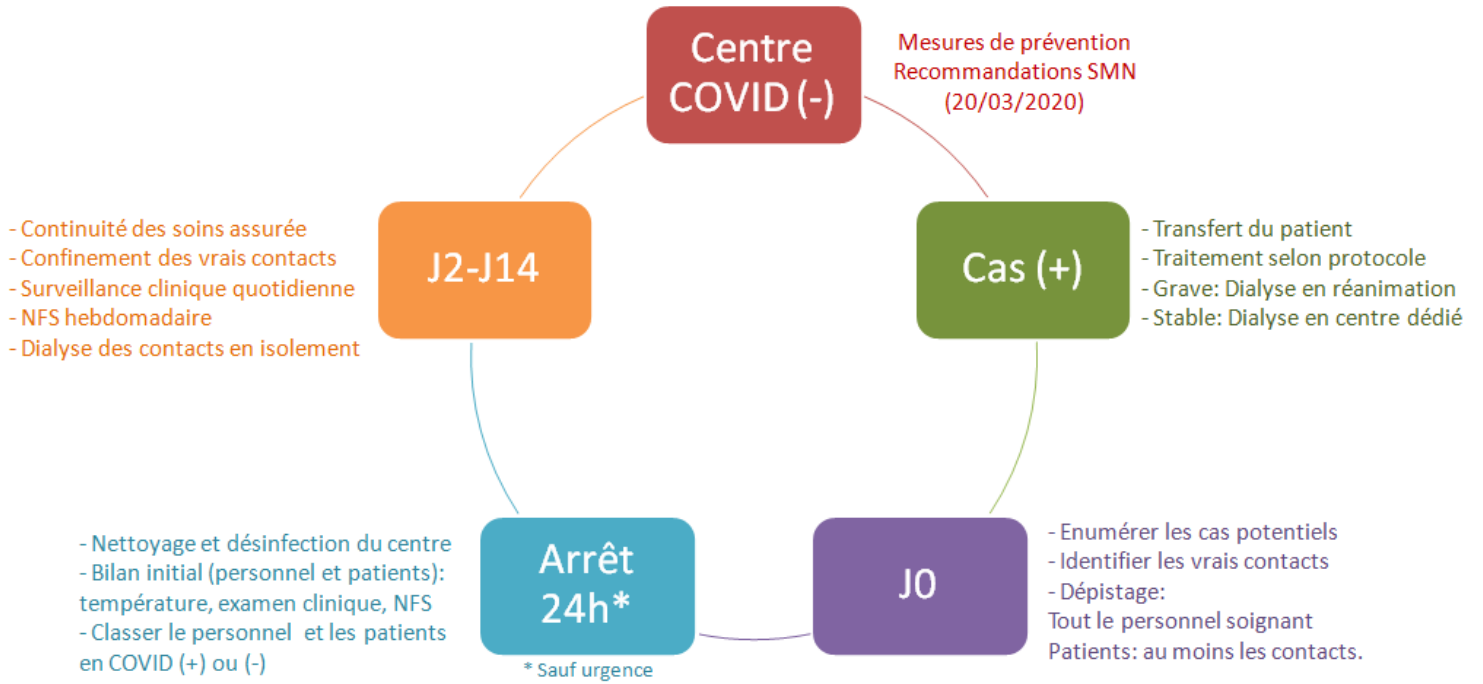 Centre
COVID (-)
Mesures de prévention
Recommandations SMN
(20/03/2020)
Cas (+)
- Transfert du patient
- Traitement selon protocole
- Grave: Dialyse en réanimation
- Stable: Dialyse en centre dédié
J0
- Enumérer les cas potentiels
- Identifier les vrais contacts
- Dépistage:
Tout le personnel soignant
Patients: au moins les contacts.
Arrêt
24h*
* Sauf urgence
- Nettoyage et désinfection du centre
- Bilan initial (personnel et patients):
température, examen clinique, NFS
- Classer le personnel et les patients
en COVID (+) ou (-)
J2-J14
- Continuité des soins assurée
- Confinement des vrais contacts
- Surveillance clinique quotidienne
- NFS hebdomadaire
- Dialyse des contacts en isolement